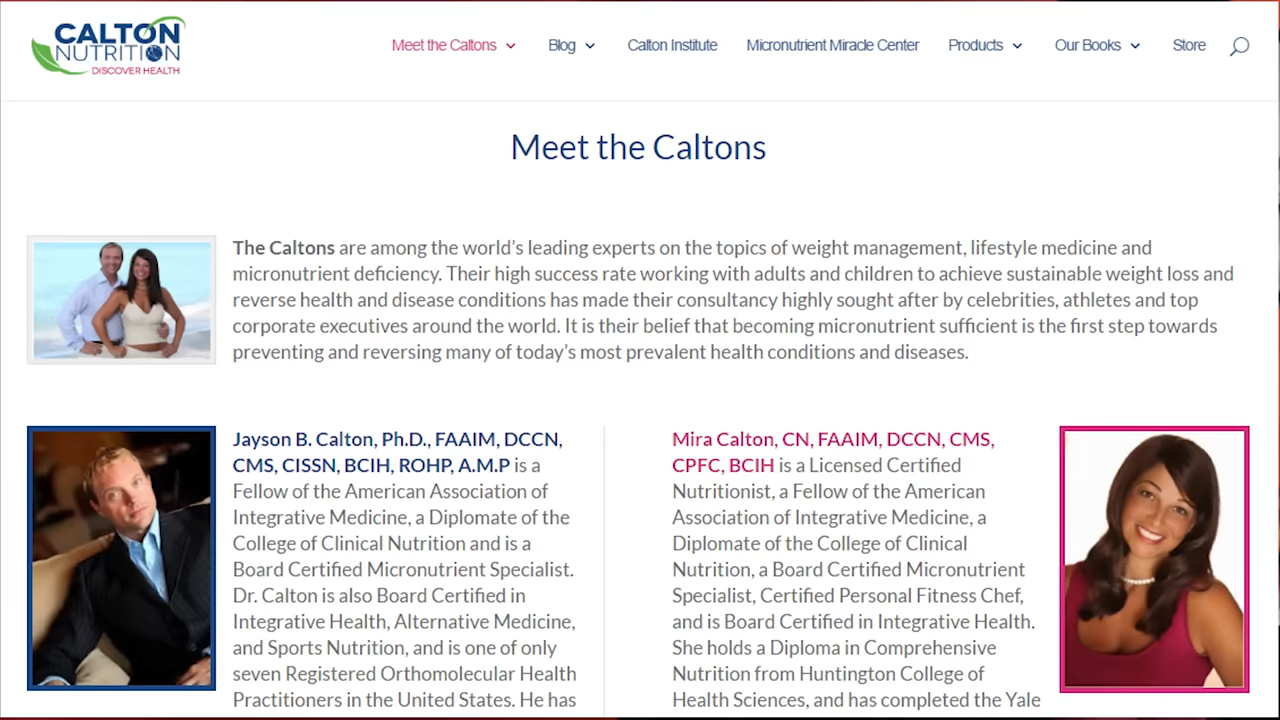 CALTON
NUTRITION
DISCOVER HEALTH
Meet the Caltons
Blog
Calton Institute
Micronutrient Miracle Center
Products
Our Books
Store
Meet the Caltons
The Caltons are among the world's leading experts on the topics of weight management, lifestyle medicine and
micronutrient deficiency. Their high success rate working with adults and children to achieve sustainable weight loss and
reverse health and disease conditions has made their consultancy highly sought after by celebrities, athletes and top
corporate executives around the world. It is their belief that becoming micronutrient sufficient is the first step towards
preventing and reversing many of today's most prevalent health conditions and diseases.
Jayson B. Calton, Ph.D., FAAIM, DCCN,
CMS, CISSN, BCIH, ROHP, A.M.P is a
Fellow of the American Association of
Integrative Medicine, a Diplomate of the
College of Clinical Nutrition and is a
Board Certified Micronutrient Specialist.
Dr. Calton is also Board Certified in
Integrative Health, Alternative Medicine,
and Sports Nutrition, and is one of only
seven Registered Orthomolecular Health
Practitioners in the United States. He has
Mira Calton, CN, FAAIM, DCCN, CMS,
CPFC, BCIH is a Licensed Certified
Nutritionist, a Fellow of the American
Association of Integrative Medicine, a
Diplomate of the College of Clinical
Nutrition, a Board Certified Micronutrient
Specialist, Certified Personal Fitness Chef,
and is Board Certified in Integrative Health.
She holds a Diploma in Comprehensive
Nutrition from Huntington College of
Health Sciences, and has completed the Yale